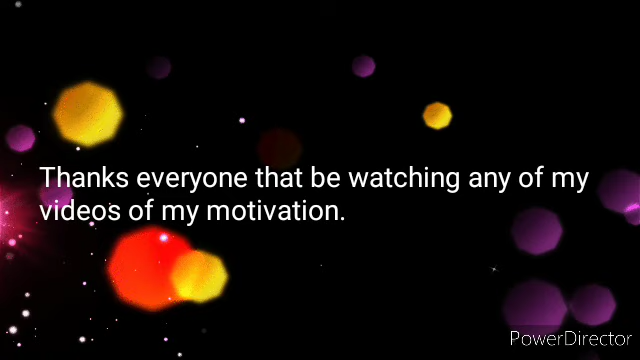 Thanks everyone that be watching any of my
videos of my motivation.
PowerDirector